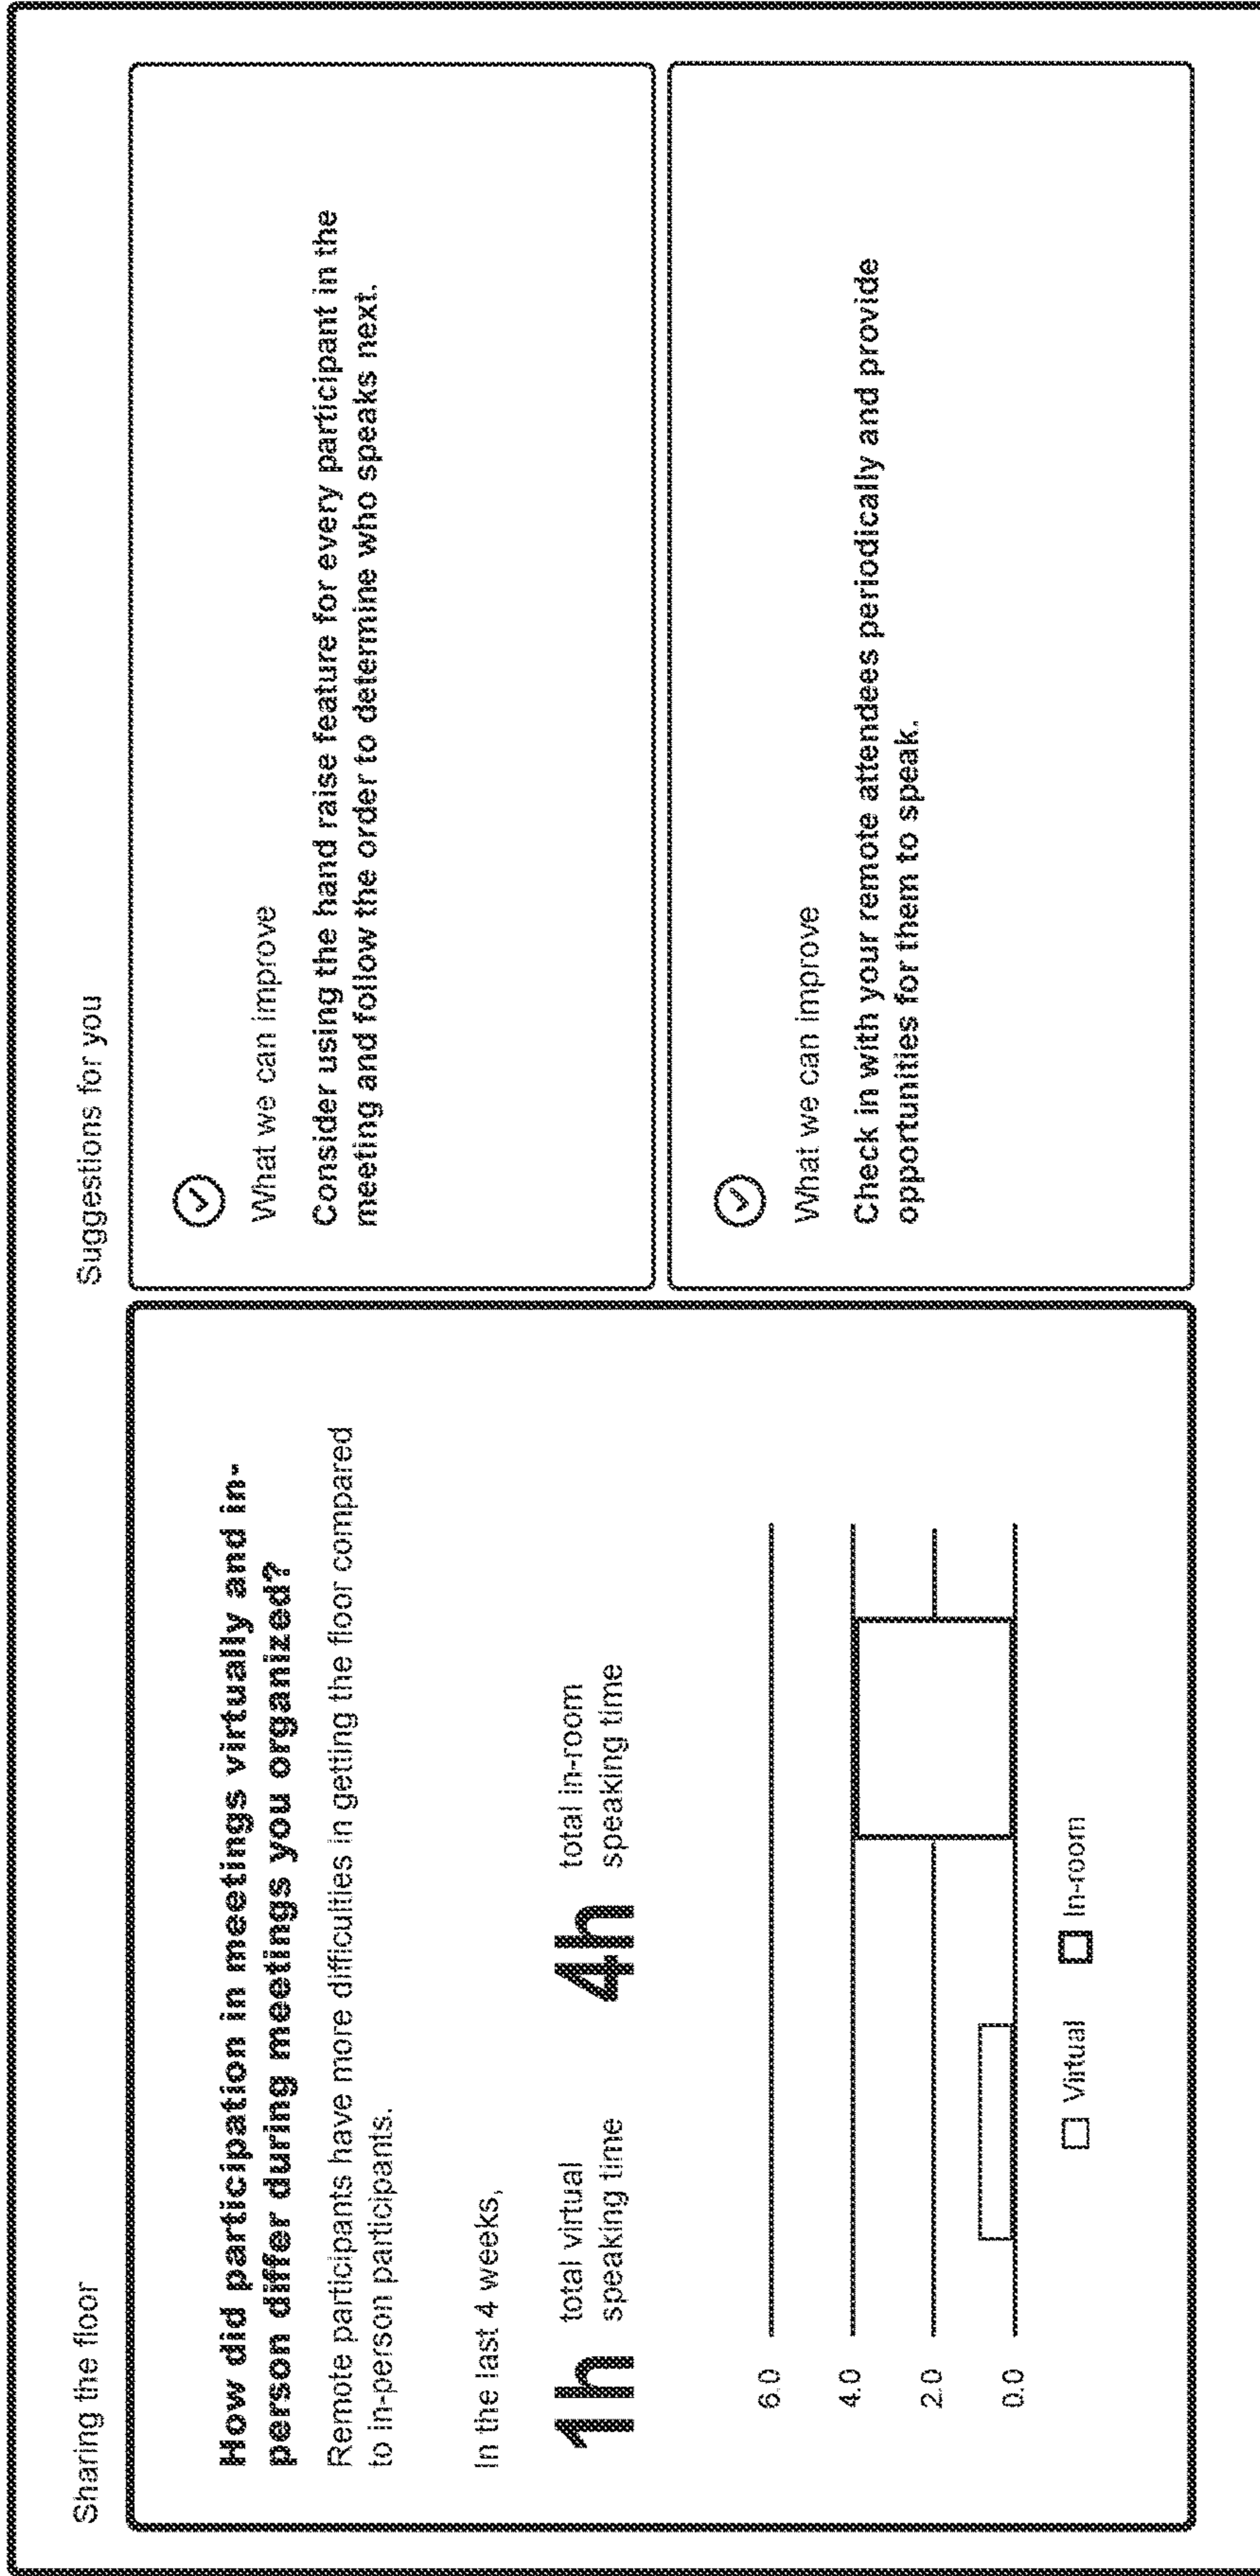 Sharing the floor
How did participation in meetings virtually and in-
person differ during meetings you organized?
Remote participants have more difficulties in getting the floor compared
to in-person participants.
In the last 4 weeks,
1h
total virtual
speaking time
4h
total in-room
speaking time
6.0
4.0
2.0
0.0
Virtual
In-room
Suggestions for you
What we can improve
Consider using the hand raise feature for every participant in the
meeting and follow the order to determine who speaks next.
What we can improve
Check in with your remote attendees periodically and provide
opportunities for them to speak.